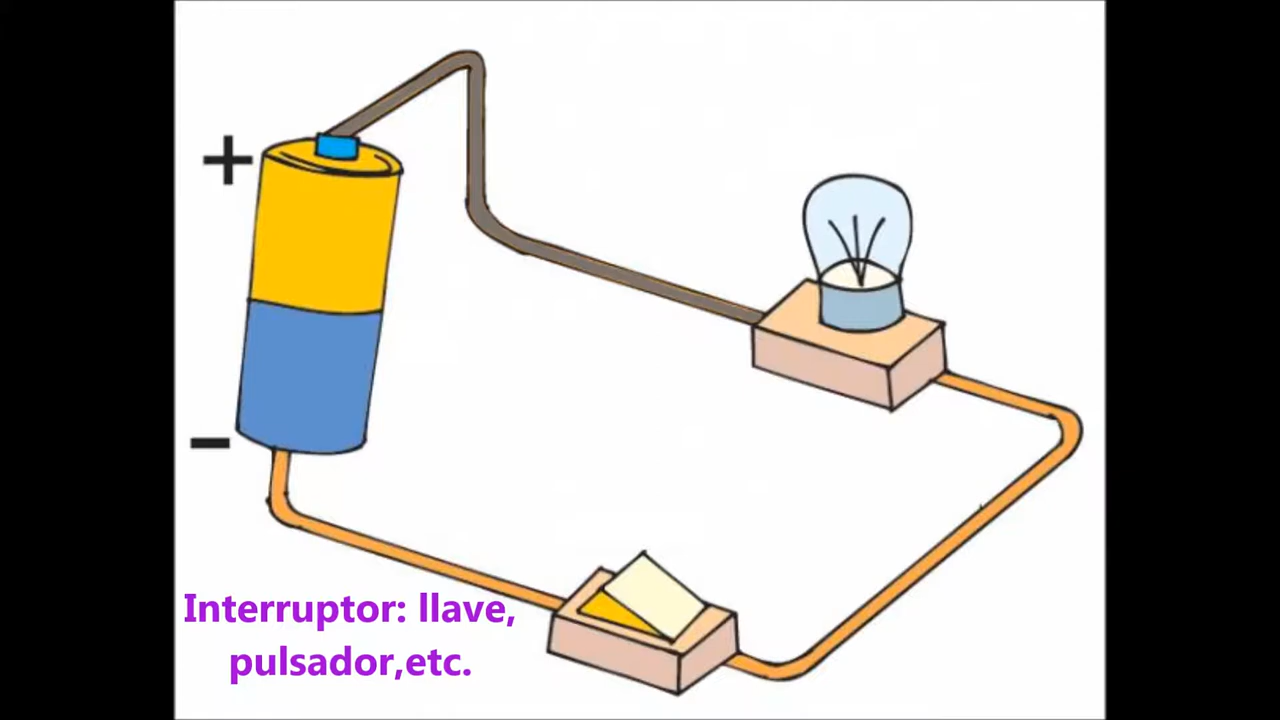 +
-
Interruptor: llave,
pulsador,etc.